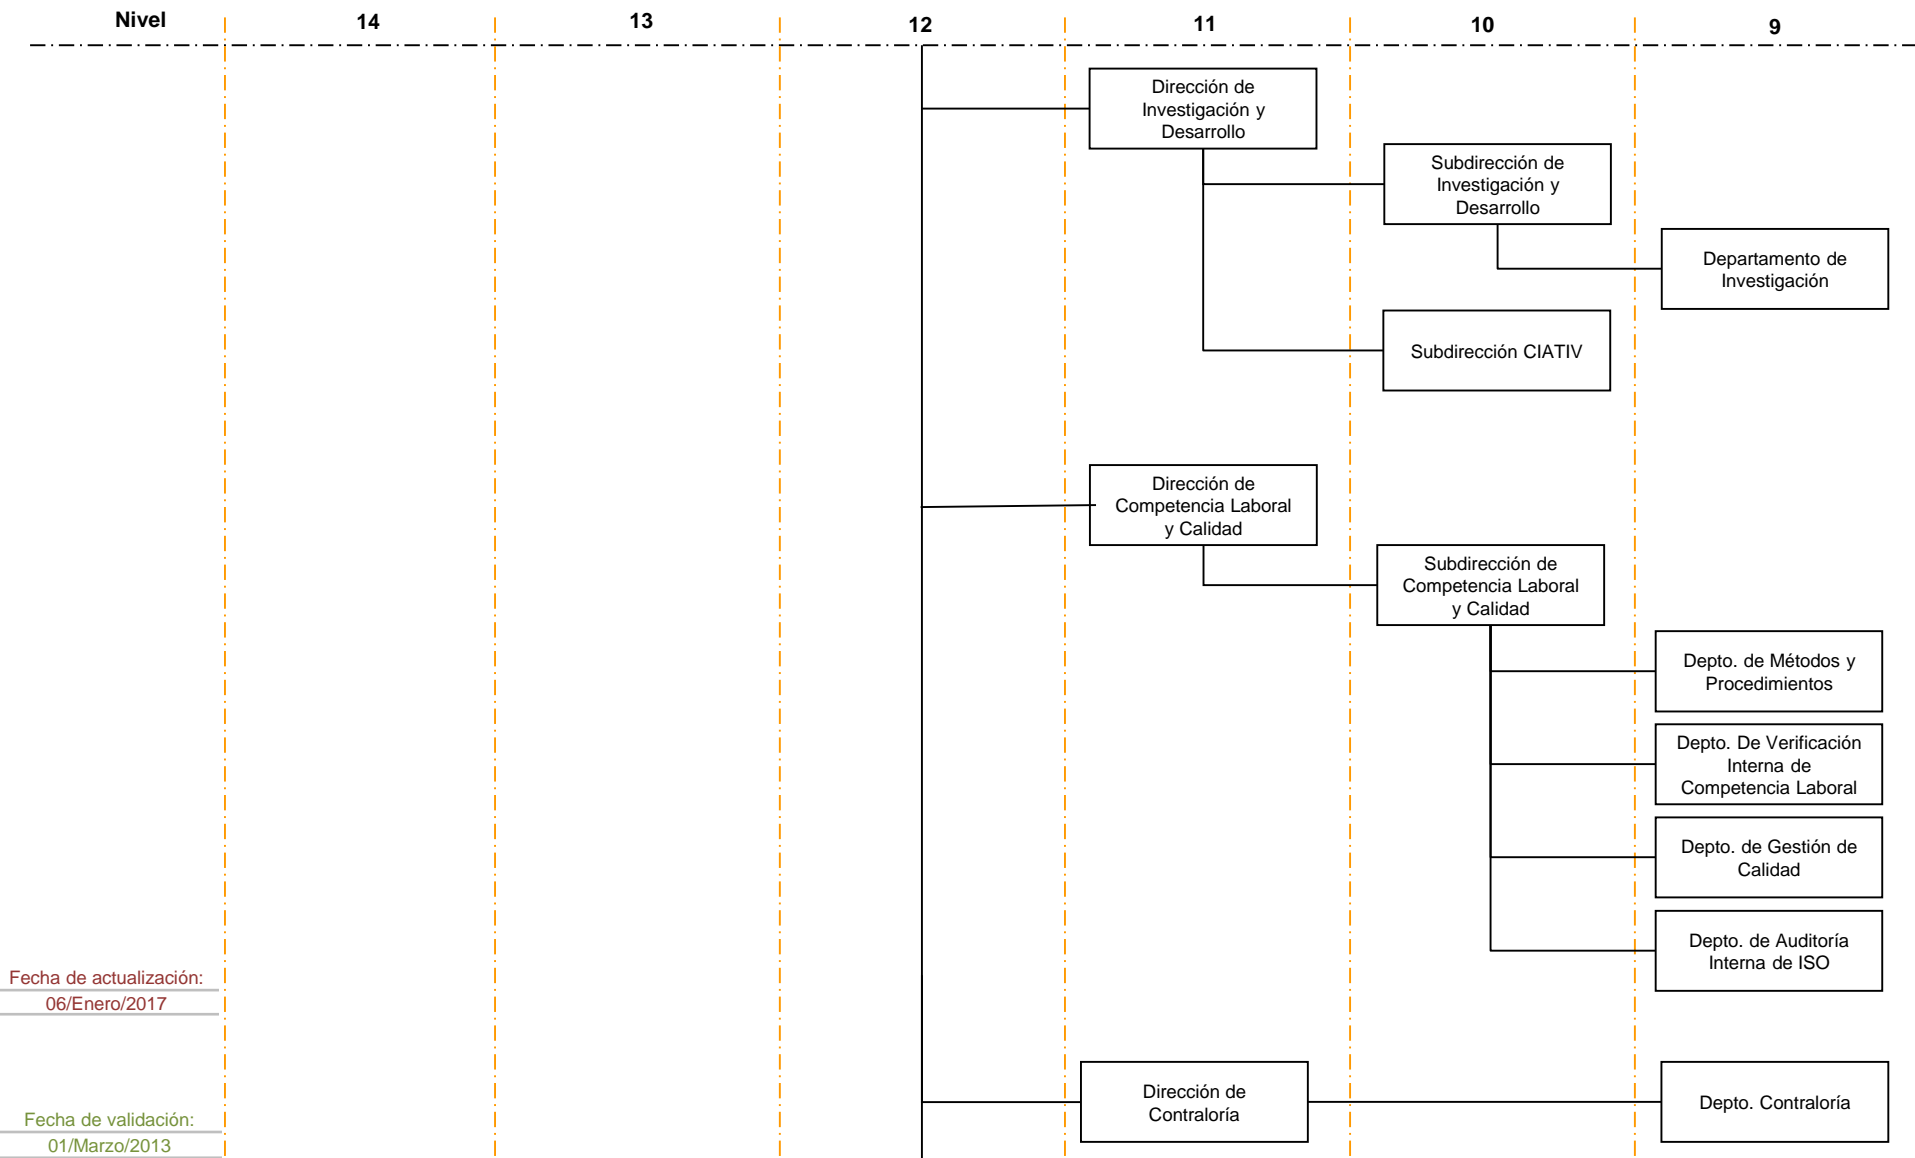 Nivel 14 13 12 11 10 9
Dirección de
Investigación y
Desarrollo
Subdirección de
Investigación y
Desarrollo
Departamento de
Investigación
Subdirección CIATIV
Dirección de
Competencia Laboral
y Calidad
Subdirección de
Competencia Laboral
y Calidad
Depto. de Métodos y
Procedimientos
Depto. De Verificación
Interna de
Competencia Laboral
Depto. de Gestión de
Calidad
Depto. de Auditoría
Interna de ISO
Fecha de actualización:
06/Enero/2017
Dirección de
Contraloría
Depto. Contraloría
Fecha de validación:
01/Marzo/2013